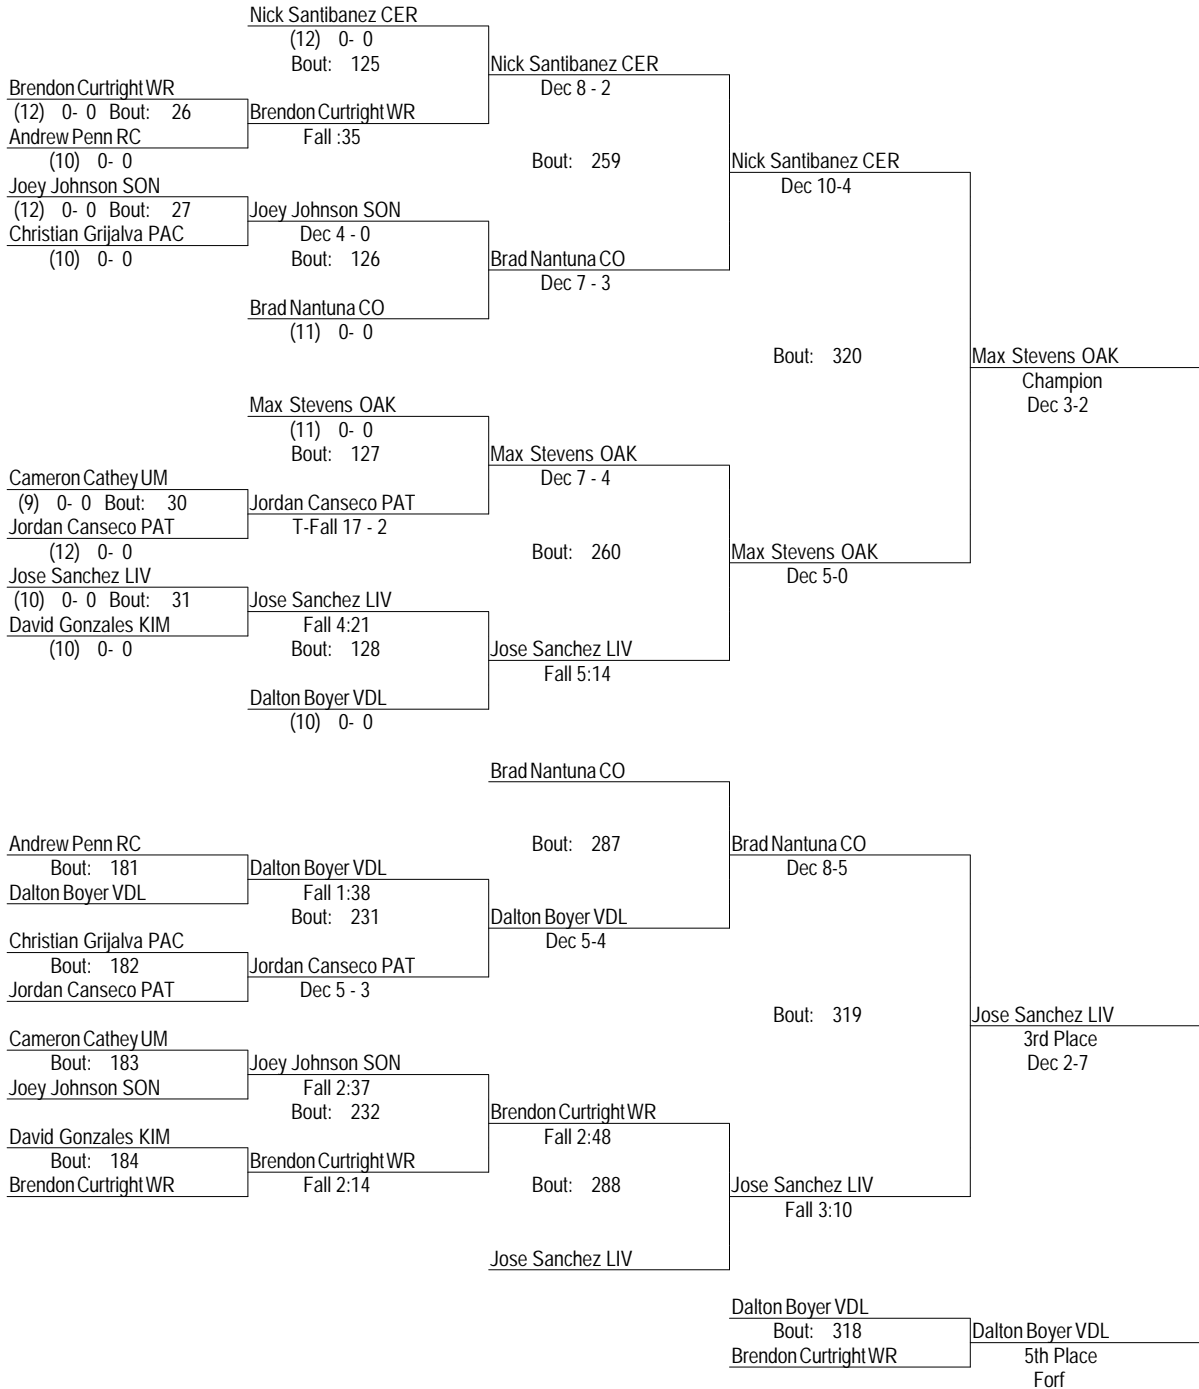 Nick Santibanez CER
(12) 0- 0
Bout: 125
Nick Santibanez CER
Dec 8 - 2
Brendon Curtright WR
(12) 0- 0 Bout: 26
Brendon Curtright WR
Fall :35
Andrew Penn RC
(10) 0- 0
Bout: 259
Nick Santibanez CER
Dec 10-4
Joey Johnson SON
(12) 0- 0 Bout: 27
Joey Johnson SON
Dec 4 - 0
Christian Grijalva PAC
(10) 0- 0
Bout: 126
Brad Nantuna CO
Dec 7 - 3
Brad Nantuna CO
(11) 0- 0
Bout: 320
Max Stevens OAK
Champion
Dec 3-2
Max Stevens OAK
(11) 0- 0
Bout: 127
Max Stevens OAK
Dec 7 - 4
Cameron Cathey UM
(9) 0- 0 Bout: 30
Jordan Canseco PAT
T-Fall 17 - 2
Jordan Canseco PAT
(12) 0- 0
Bout: 260
Max Stevens OAK
Dec 5-0
Jose Sanchez LIV
(10) 0- 0 Bout: 31
Jose Sanchez LIV
Fall 4:21
David Gonzales KIM
(10) 0- 0
Bout: 128
Jose Sanchez LIV
Fall 5:14
Dalton Boyer VDL
(10) 0- 0
Brad Nantuna CO
Bout: 287
Brad Nantuna CO
Dec 8-5
Andrew Penn RC
Bout: 181
Dalton Boyer VDL
Dalton Boyer VDL
Fall 1:38
Bout: 231
Dalton Boyer VDL
Dec 5-4
Christian Grijalva PAC
Bout: 182
Jordan Canseco PAT
Jordan Canseco PAT
Dec 5 - 3
Bout: 319
Jose Sanchez LIV
3rd Place
Dec 2-7
Cameron Cathey UM
Bout: 183
Joey Johnson SON
Joey Johnson SON
Fall 2:37
Bout: 232
Brendon Curtright WR
Fall 2:48
David Gonzales KIM
Bout: 184
Brendon Curtright WR
Brendon Curtright WR
Fall 2:14
Bout: 288
Jose Sanchez LIV
Fall 3:10
Jose Sanchez LIV
Dalton Boyer VDL
Bout: 318
Brendon Curtright WR
Dalton Boyer VDL
5th Place
Forf